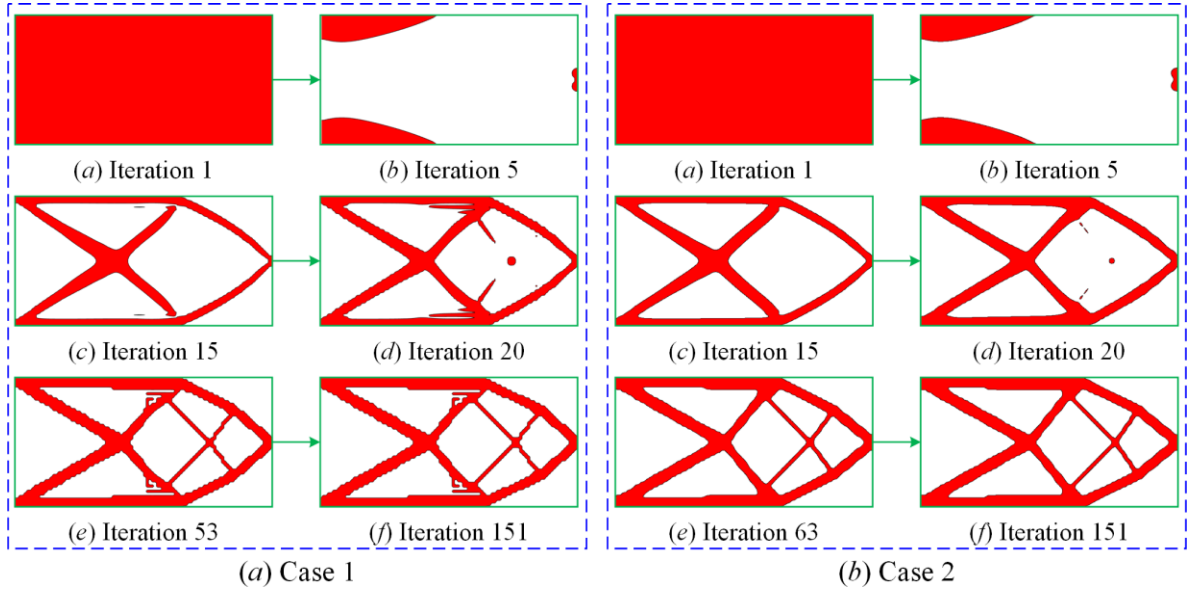 (a) Iteration 1
(b) Iteration 5
(c) Iteration 15
(d) Iteration 20
(e) Iteration 53
(f) Iteration 151
(a) Case 1
(a) Iteration 1
(b) Iteration 5
(c) Iteration 15
(d) Iteration 20
(e) Iteration 63
(f) Iteration 151
(b) Case 2